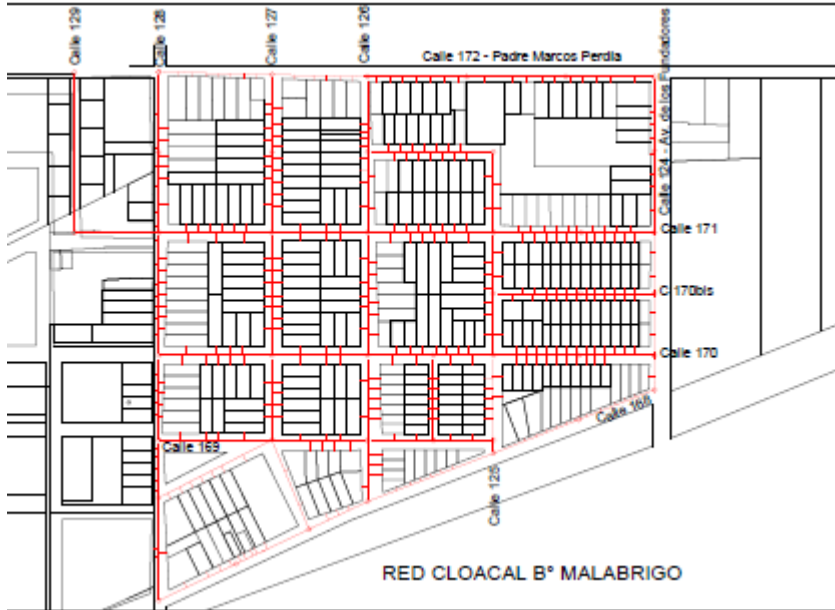 Calle 129
Calle 128
Calle 127
Calle 126
Calle 172 - Padre Marcos Perdia
Calle 124 - Av. de los Fundadores
Calle 171
C-170bis
Calle 170
Calle 168
Calle 169
Calle 125
RED CLOACAL B° MALABRIGO